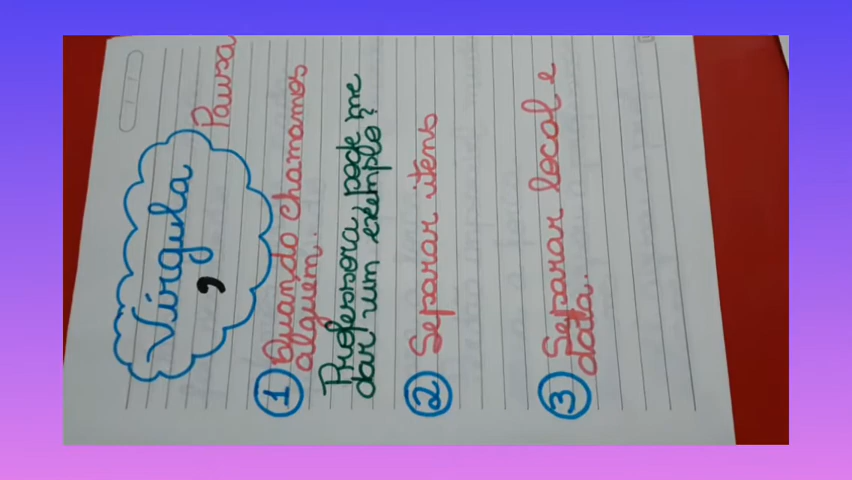 Vírgula
,
Pausa
1 Quando chamamos
alguém.
Professora, pode me
dar um exemplo?
2 Separar itens
3 Separar local e
data.